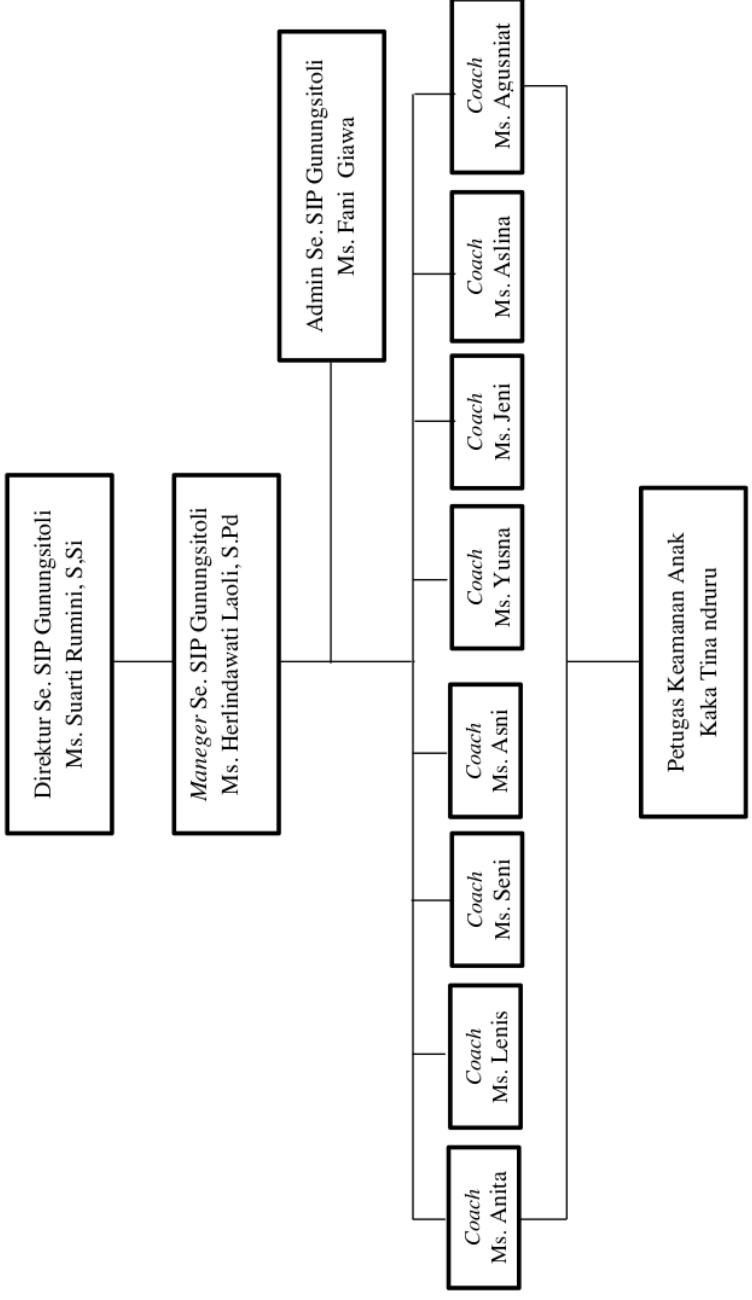 Direktur Se. SIP Gunungsitoli
Ms. Suarti Rumini, S,Si
Maneger Se. SIP Gunungsitoli
Ms. Herlindawati Laoli, S.Pd
Admin Se. SIP Gunungsitoli
Ms. Fani Giawa
Coach
Ms. Anita
Coach
Ms. Lenis
Coach
Ms. Seni
Coach
Ms. Asni
Coach
Ms. Yusna
Coach
Ms. Jeni
Coach
Ms. Aslina
Coach
Ms. Agusniat
Petugas Keamanan Anak
Kaka Tina ndruru